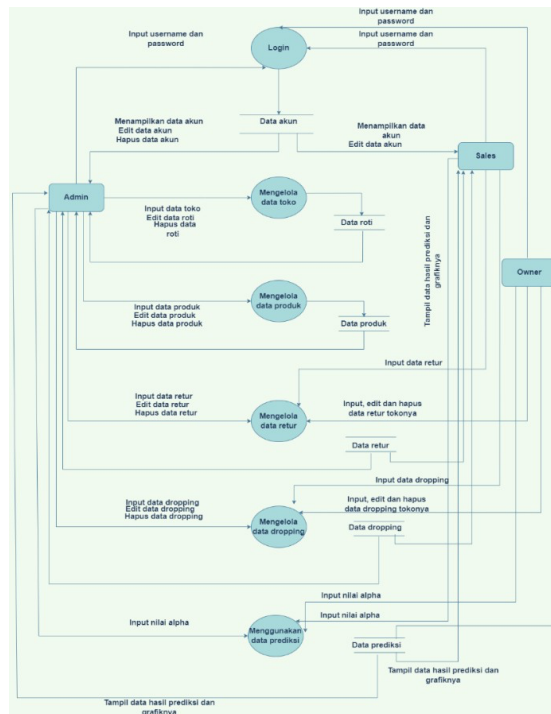 Input username dan
password
Input username dan
password
Input username dan
password
Login
Data akun
Menampilkan data akun
Edit data akun
Hapus data akun
Menampilkan data
akun
Edit data akun
Sales
Admin
Input data toko
Edit data roti
Hapus data
roti
Mengelola
data toko
Data roti
Tampil data hasil prediksi dan
grafiknya
Owner
Input data produk
Edit data produk
Hapus data produk
Mengelola
data produk
Data produk
Input data retur
Input data retur
Edit data retur
Hapus data retur
Mengelola
data retur
Input, edit dan hapus
data retur tokonya
Data retur
Input data dropping
Input data dropping
Edit data dropping
Hapus data dropping
Mengelola
data dropping
Input, edit dan hapus
data dropping tokonya
Data dropping
Input nilai alpha
Input nilai alpha
Input nilai alpha
Menggunakan
data prediksi
Data prediksi
Tampil data hasil prediksi dan
grafiknya
Tampil data hasil prediksi dan
grafiknya